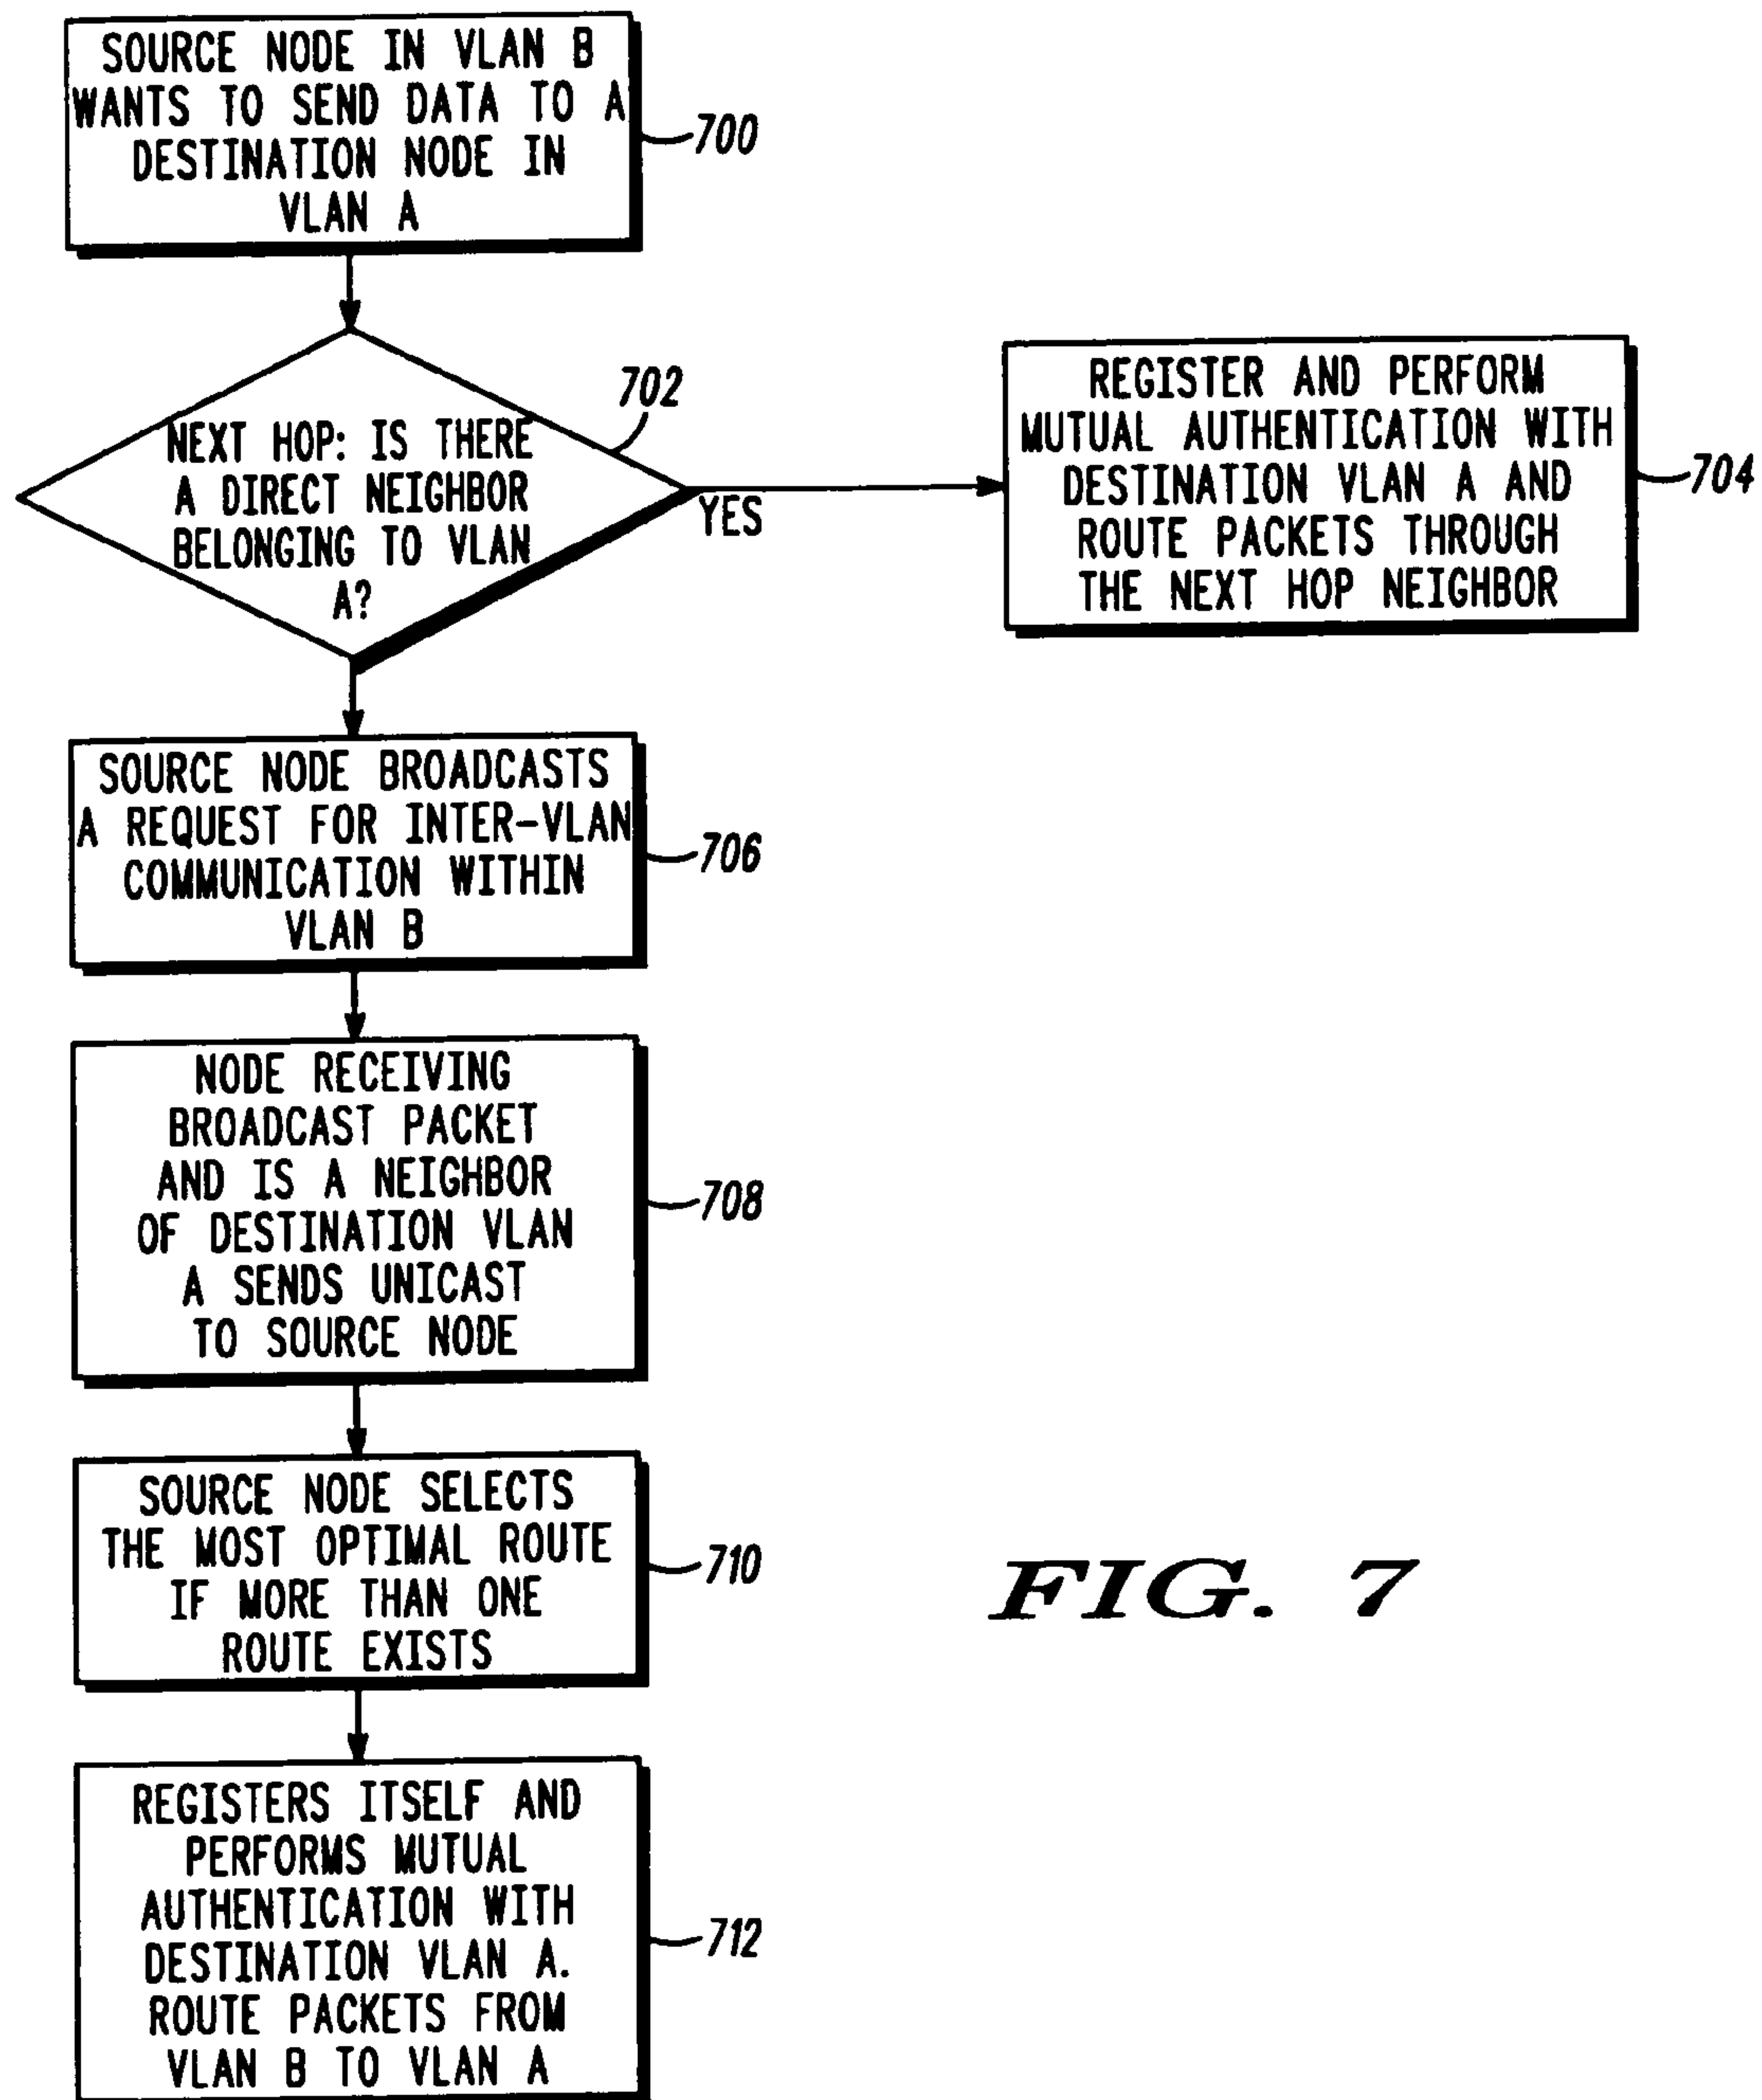 SOURCE NODE IN VLAN B
WANTS TO SEND DATA TO A
DESTINATION NODE IN
VLAN A
700
NEXT HOP: IS THERE
A DIRECT NEIGHBOR
BELONGING TO VLAN
A?
702
YES
REGISTER AND PERFORM
MUTUAL AUTHENTICATION WITH
DESTINATION VLAN A AND
ROUTE PACKETS THROUGH
THE NEXT HOP NEIGHBOR
704
SOURCE NODE BROADCASTS
A REQUEST FOR INTER-VLAN
COMMUNICATION WITHIN
VLAN B
706
NODE RECEIVING
BROADCAST PACKET
AND IS A NEIGHBOR
OF DESTINATION VLAN
A SENDS UNICAST
TO SOURCE NODE
708
SOURCE NODE SELECTS
THE MOST OPTIMAL ROUTE
IF MORE THAN ONE
ROUTE EXISTS
710
REGISTERS ITSELF AND
PERFORMS MUTUAL
AUTHENTICATION WITH
DESTINATION VLAN A.
ROUTE PACKETS FROM
VLAN B TO VLAN A
712
FIG. 7